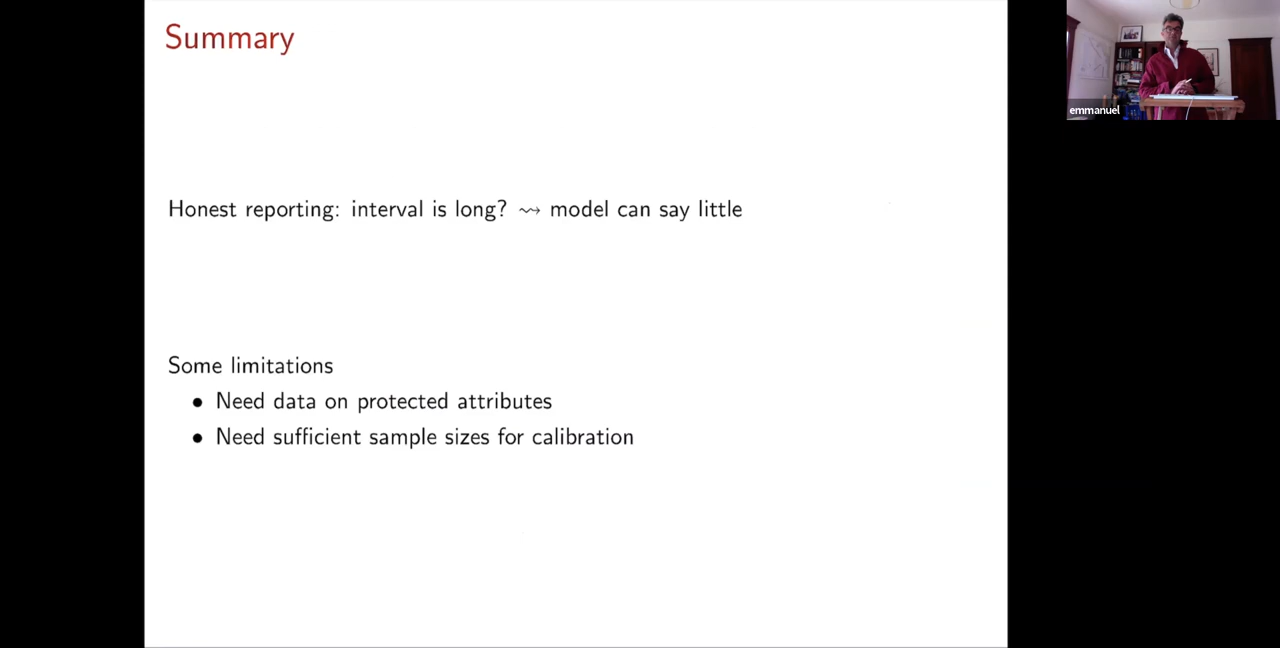 Summary
Honest reporting: interval is long? ⇝ model can say little
Some limitations
• Need data on protected attributes
• Need sufficient sample sizes for calibration
emmanuel